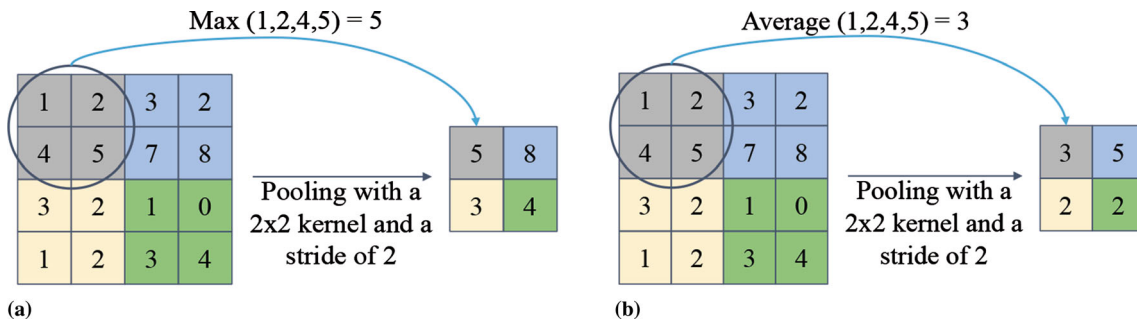 Max (1,2,4,5) = 5
1 2 3 2
4 5 7 8
3 2 1 0
1 2 3 4
Pooling with a
2x2 kernel and a
stride of 2
5 8
3 4
(a)
Average (1,2,4,5) = 3
1 2 3 2
4 5 7 8
3 2 1 0
1 2 3 4
Pooling with a
2x2 kernel and a
stride of 2
3 5
2 2
(b)